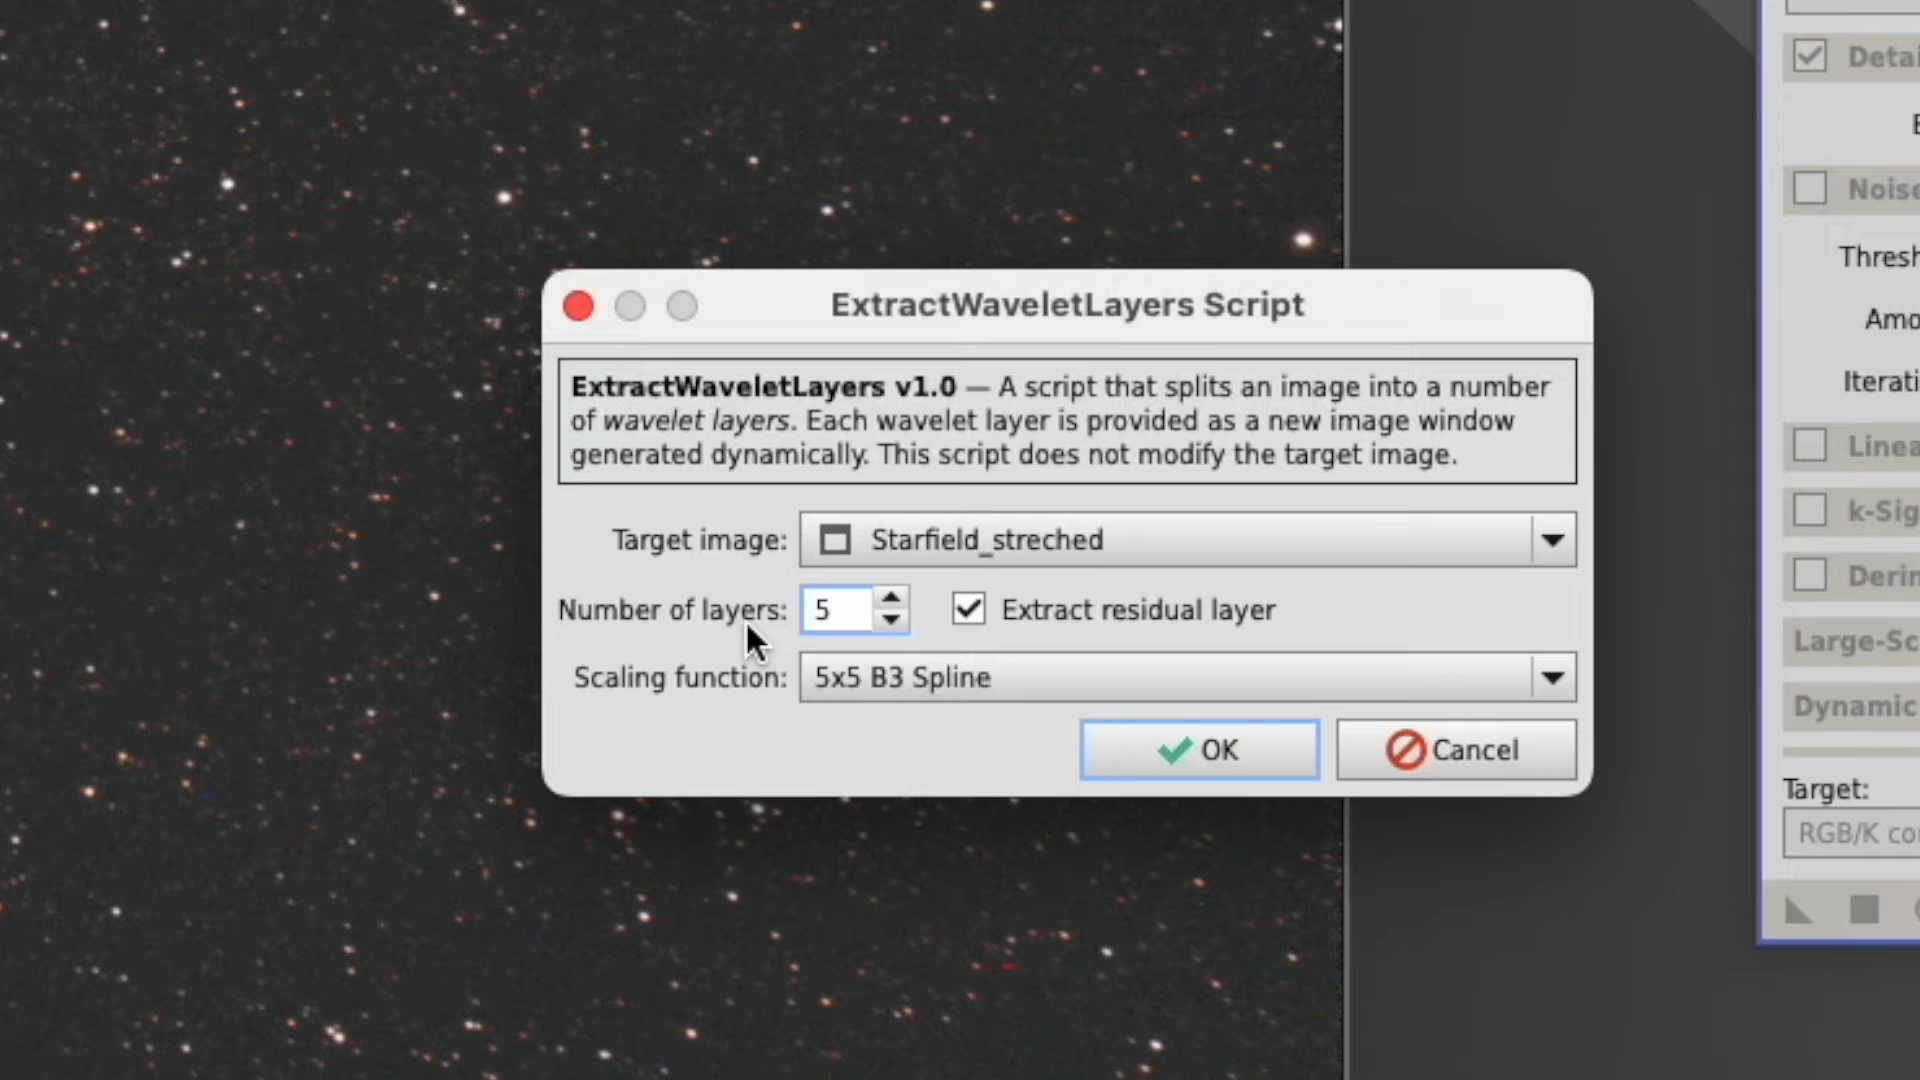 ExtractWaveletLayers Script
ExtractWaveletLayers v1.0 — A script that splits an image into a number
of wavelet layers. Each wavelet layer is provided as a new image window
generated dynamically. This script does not modify the target image.
Target image: Starfield_streched
Number of layers: 5 Extract residual layer
Scaling function: 5x5 B3 Spline
OK Cancel
Target:
RGB/K
Dynamic